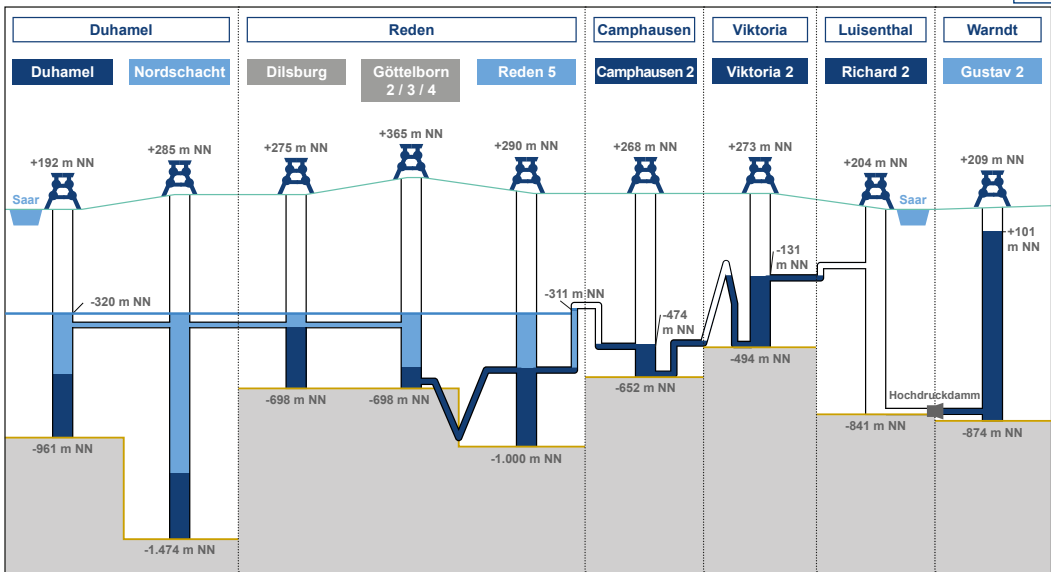 Duhamel
Reden
Camphausen
Viktoria
Luisenthal
Warndt
Duhamel
Nordschacht
Dilsburg
Göttelborn
2 / 3 / 4
Reden 5
Camphausen 2
Viktoria 2
Richard 2
Gustav 2
+192 m NN
+285 m NN
+275 m NN
+365 m NN
+290 m NN
+268 m NN
+273 m NN
+204 m NN
+209 m NN
Saar
Saar
+101
m NN
-131
m NN
-320 m NN
-311 m NN
-474
m NN
-494 m NN
-652 m NN
-698 m NN
-698 m NN
Hochdruckdamm
-841 m NN
-874 m NN
-961 m NN
-1.000 m NN
-1.474 m NN